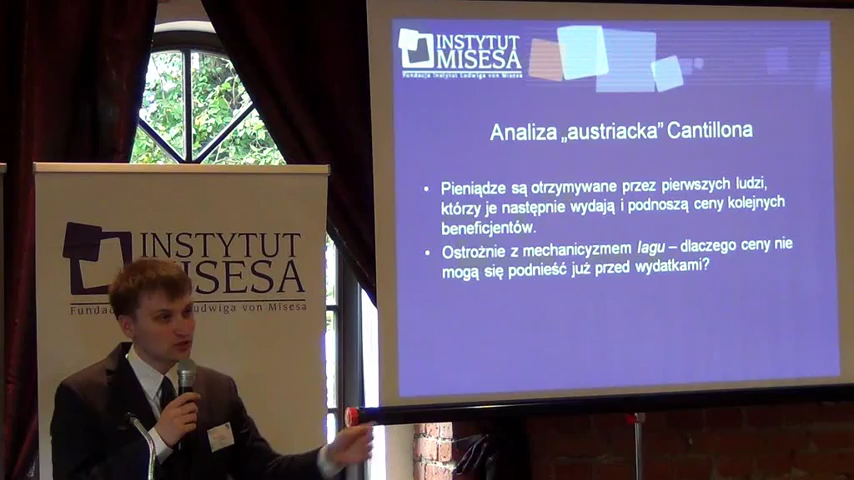 INSTYTUT
MISESA
Fundacja Instytut Ludwiga von Misesa
Analiza „austriacka” Cantillona
• Pieniądze są otrzymywane przez pierwszych ludzi,
którzy je następnie wydają i podnoszą ceny kolejnych
beneficjentów.
• Ostrożnie z mechanicyzmem lagu – dlaczego ceny nie
mogą się podnieść już przed wydatkami?
INSTYTUT
MISESA
Ludwiga von Misesa